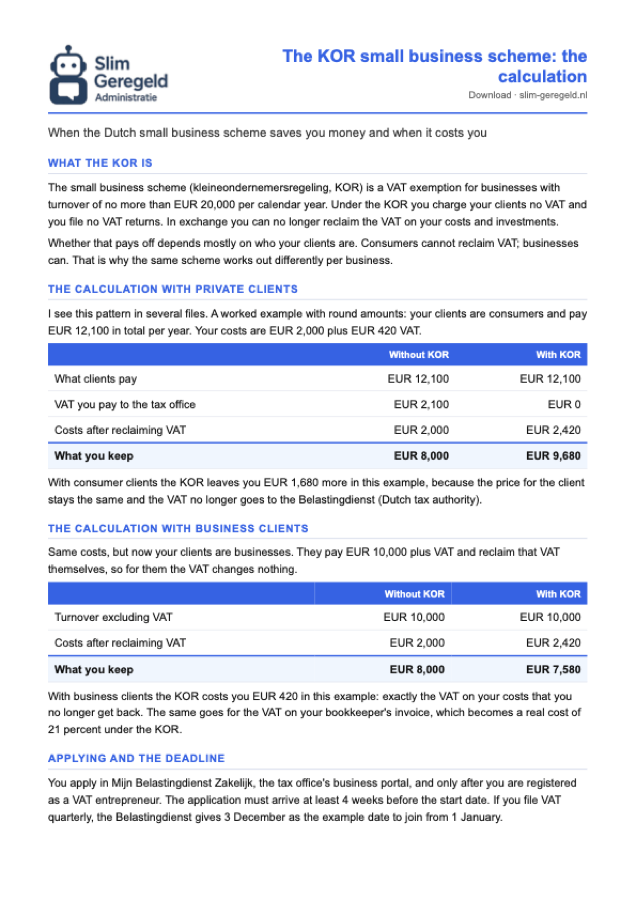 Slim
Geregeld
Administratie
The KOR small business scheme: the
calculation
Download · slim-geregeld.nl
When the Dutch small business scheme saves you money and when it costs you
WHAT THE KOR IS
The small business scheme (kleineondernemersregeling, KOR) is a VAT exemption for businesses with
turnover of no more than EUR 20,000 per calendar year. Under the KOR you charge your clients no VAT and
you file no VAT returns. In exchange you can no longer reclaim the VAT on your costs and investments.
Whether that pays off depends mostly on who your clients are. Consumers cannot reclaim VAT; businesses
can. That is why the same scheme works out differently per business.
THE CALCULATION WITH PRIVATE CLIENTS
I see this pattern in several files. A worked example with round amounts: your clients are consumers and pay
EUR 12,100 in total per year. Your costs are EUR 2,000 plus EUR 420 VAT.
Without KOR With KOR
What clients pay EUR 12,100 EUR 12,100
VAT you pay to the tax office EUR 2,100 EUR 0
Costs after reclaiming VAT EUR 2,000 EUR 2,420
What you keep EUR 8,000 EUR 9,680
With consumer clients the KOR leaves you EUR 1,680 more in this example, because the price for the client
stays the same and the VAT no longer goes to the Belastingdienst (Dutch tax authority).
THE CALCULATION WITH BUSINESS CLIENTS
Same costs, but now your clients are businesses. They pay EUR 10,000 plus VAT and reclaim that VAT
themselves, so for them the VAT changes nothing.
Without KOR With KOR
Turnover excluding VAT EUR 10,000 EUR 10,000
Costs after reclaiming VAT EUR 2,000 EUR 2,420
What you keep EUR 8,000 EUR 7,580
With business clients the KOR costs you EUR 420 in this example: exactly the VAT on your costs that you
no longer get back. The same goes for the VAT on your bookkeeper's invoice, which becomes a real cost of
21 percent under the KOR.
APPLYING AND THE DEADLINE
You apply in Mijn Belastingdienst Zakelijk, the tax office's business portal, and only after you are registered
as a VAT entrepreneur. The application must arrive at least 4 weeks before the start date. If you file VAT
quarterly, the Belastingdienst gives 3 December as the example date to join from 1 January.